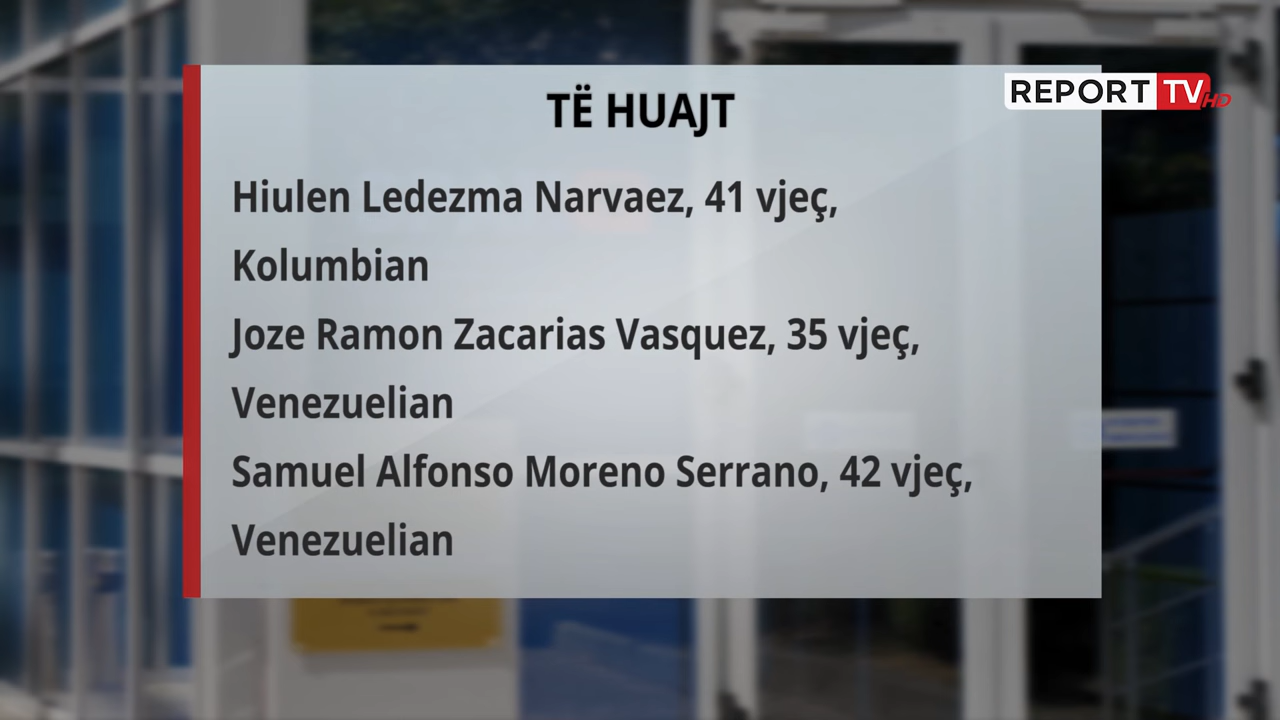 REPORT TV HD
TË HUAJT
Hiulen Ledezma Narvaez, 41 vjeç,
Kolumbian
Joze Ramon Zacarias Vasquez, 35 vjeç,
Venezuelian
Samuel Alfonso Moreno Serrano, 42 vjeç,
Venezuelian